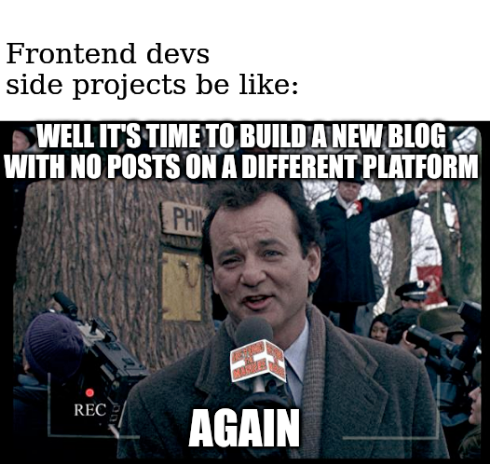 Frontend devs
side projects be like:
WELL IT'S TIME TO BUILD A NEW BLOG
WITH NO POSTS ON A DIFFERENT PLATFORM
PHI
REC
AGAIN